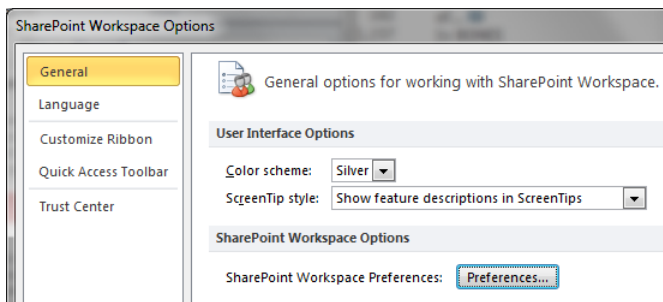 SharePoint Workspace Options
General
Language
Customize Ribbon
Quick Access Toolbar
Trust Center
General options for working with SharePoint Workspace.
User Interface Options
Color scheme: Silver
ScreenTip style: Show feature descriptions in ScreenTips
SharePoint Workspace Options
SharePoint Workspace Preferences: Preferences...